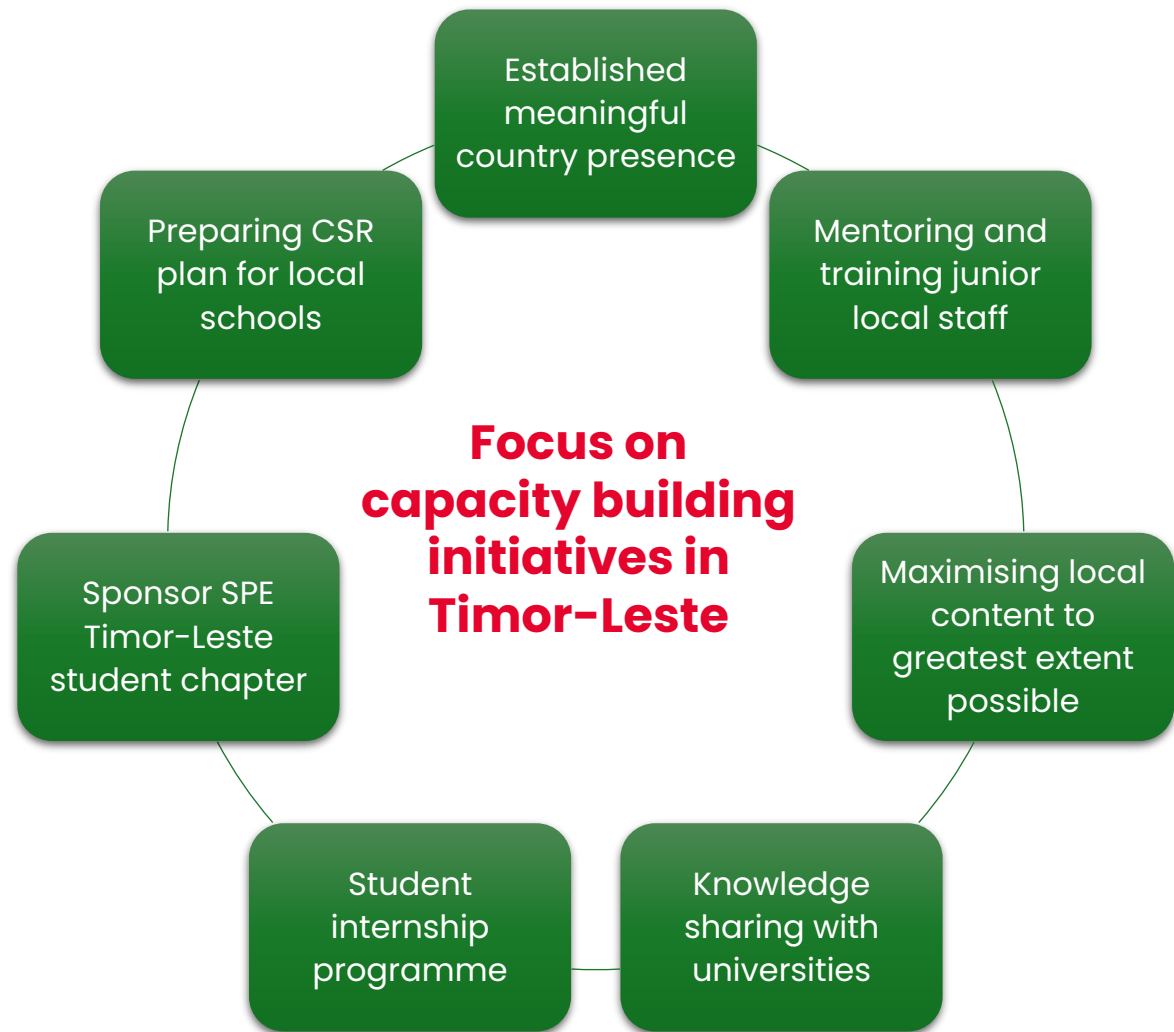 Established
meaningful
country presence
Mentoring and
training junior
local staff
Maximising local
content to
greatest extent
possible
Knowledge
sharing with
universities
Student
internship
programme
Sponsor SPE
Timor-Leste
student chapter
Preparing CSR
plan for local
schools
Focus on
capacity building
initiatives in
Timor-Leste